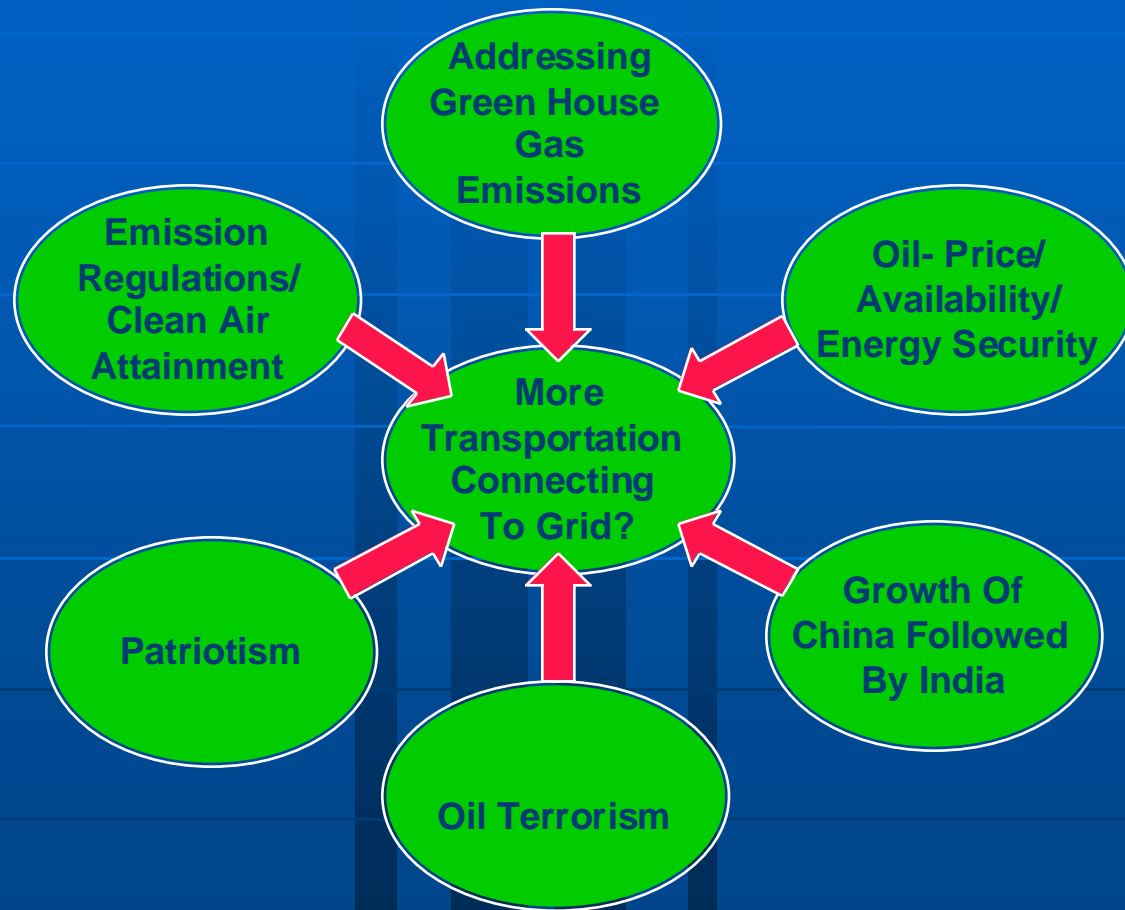 Addressing
Green House
Gas
Emissions
Emission
Regulations/
Clean Air
Attainment
Oil- Price/
Availability/
Energy Security
More
Transportation
Connecting
To Grid?
Patriotism
Growth Of
China Followed
By India
Oil Terrorism